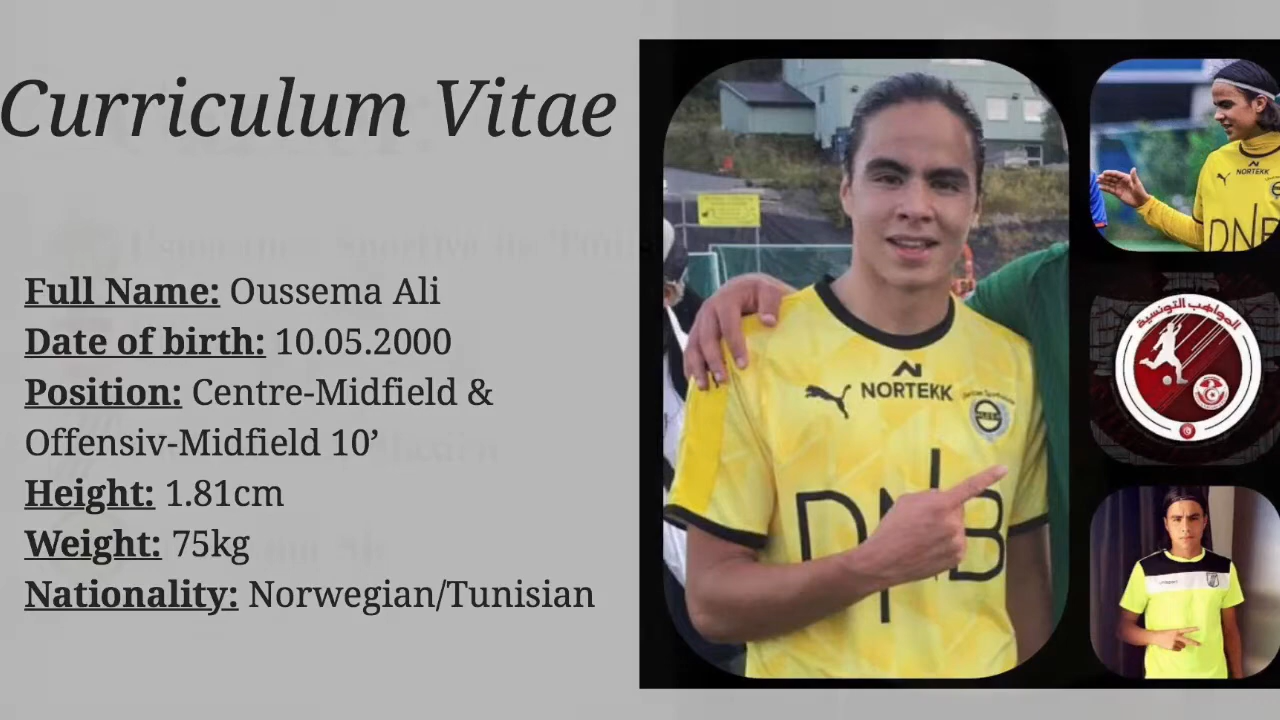 Curriculum Vitae
Full Name: Oussema Ali
Date of birth: 10.05.2000
Position: Centre-Midfield &
Offensiv-Midfield 10’
Height: 1.81cm
Weight: 75kg
Nationality: Norwegian/Tunisian
NORTEKK
DNB
NORTEKK
DNB
المواهب التونسية